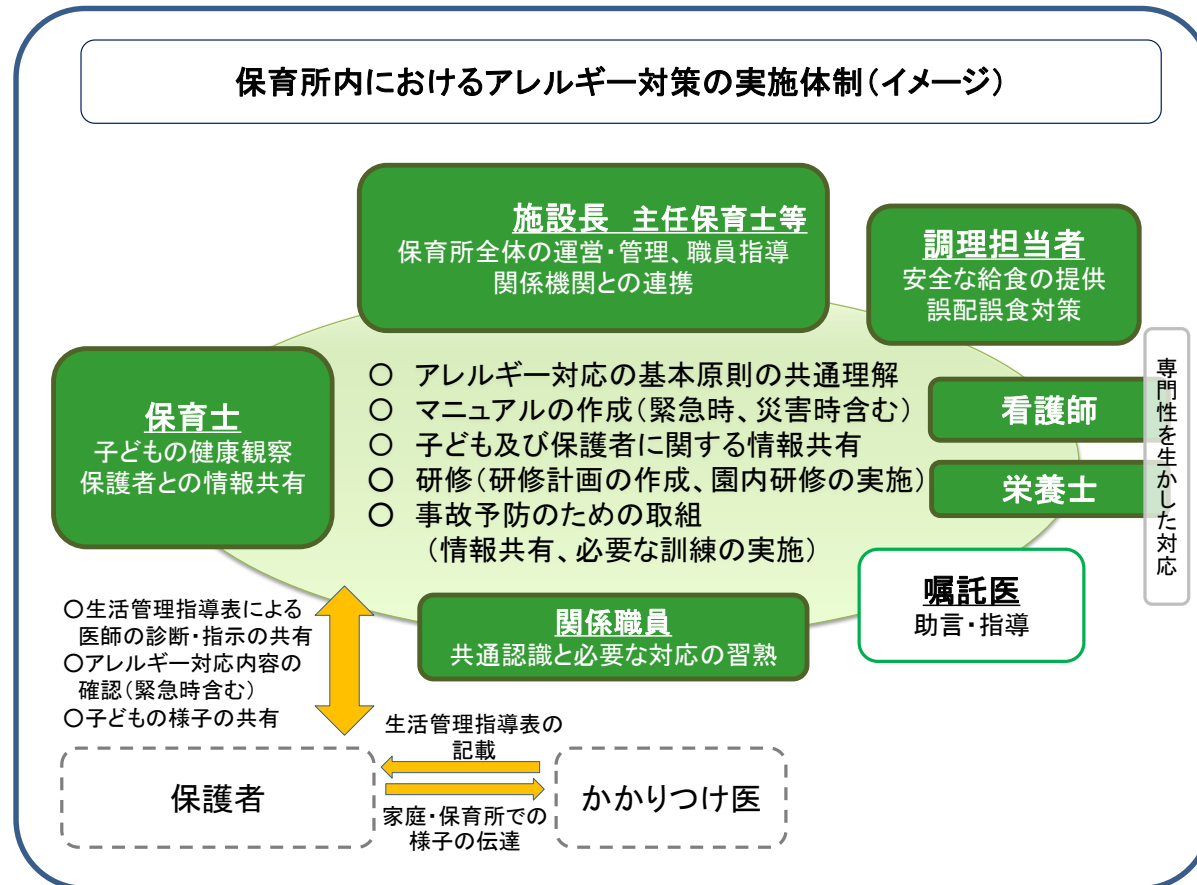 保育所内におけるアレルギー対策の実施体制（イメージ）
施設長 主任保育士等
保育所全体の運営・管理、職員指導
関係機関との連携
調理担当者
安全な給食の提供
誤配誤食対策
保育士
子どもの健康観察
保護者との情報共有
○ アレルギー対応の基本原則の共通理解
○ マニュアルの作成（緊急時、災害時含む）
○ 子ども及び保護者に関する情報共有
○ 研修（研修計画の作成、園内研修の実施）
○ 事故予防のための取組
（情報共有、必要な訓練の実施）
看護師
栄養士
専門性を生かした対応
嘱託医
助言・指導
関係職員
共通認識と必要な対応の習熟
○生活管理指導表による
医師の診断・指示の共有
○アレルギー対応内容の
確認（緊急時含む）
○子どもの様子の共有
生活管理指導表の
記載
保護者
かかりつけ医
家庭・保育所での
様子の伝達